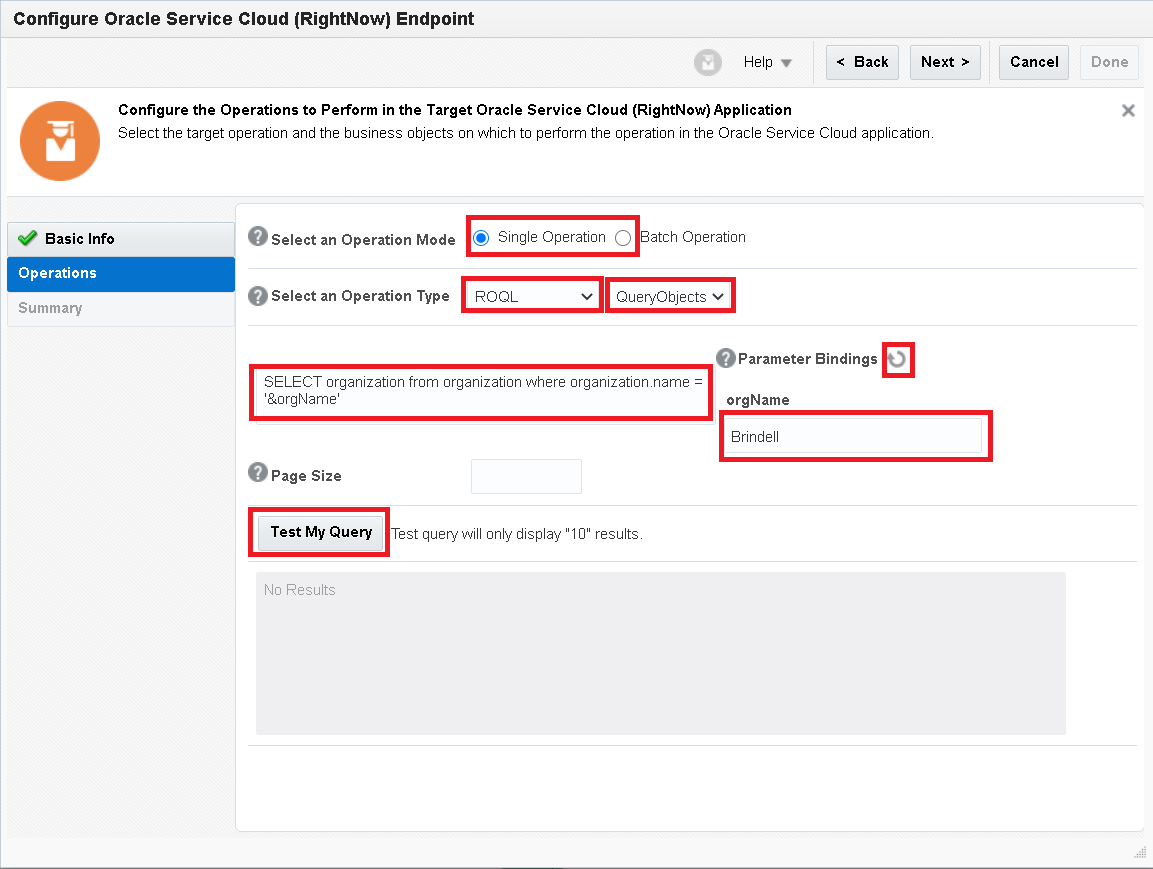 Configure Oracle Service Cloud (RightNow) Endpoint
Help
< Back
Next >
Cancel
Done
Configure the Operations to Perform in the Target Oracle Service Cloud (RightNow) Application
Select the target operation and the business objects on which to perform the operation in the Oracle Service Cloud application.
Basic Info
Operations
Summary
? Select an Operation Mode
Single Operation
Batch Operation
? Select an Operation Type
ROQL
QueryObjects
SELECT organization from organization where organization.name =
'&orgName'
? Parameter Bindings
orgName
Brindell
? Page Size
Test My Query
Test query will only display "10" results.
No Results